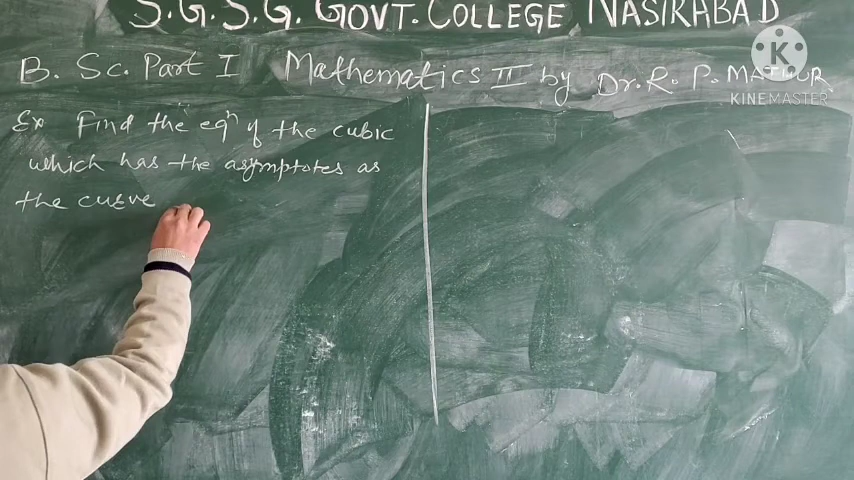 S.G.S.G. GOVT. COLLEGE NASIRABAD
B. Sc. Part I Mathematics II by Dr. R. P. MATHUR
K
KINEMASTER
Ex Find the eqⁿ of the cubic
which has the asymptotes as
the curve